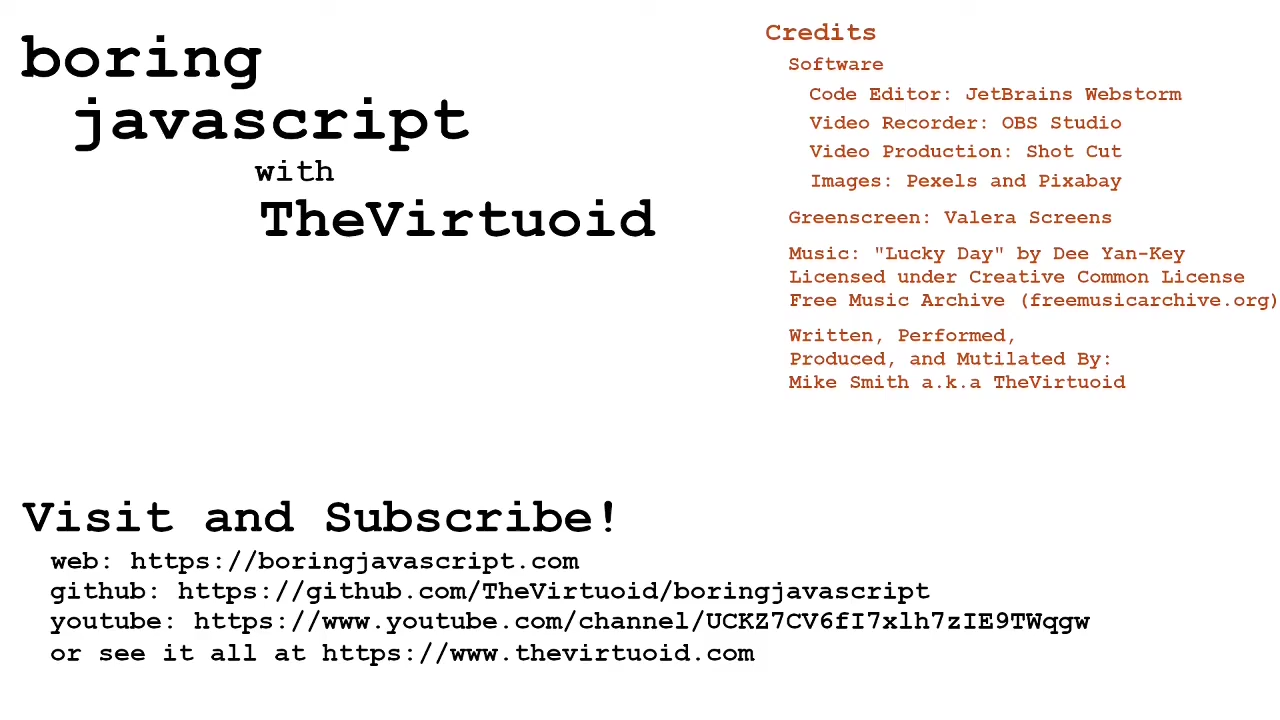 boring
javascript
with
TheVirtuoid
Credits
Software
Code Editor: JetBrains Webstorm
Video Recorder: OBS Studio
Video Production: Shot Cut
Images: Pexels and Pixabay
Greenscreen: Valera Screens
Music: "Lucky Day" by Dee Yan-Key
Licensed under Creative Common License
Free Music Archive (freemusicarchive.org)
Written, Performed,
Produced, and Mutilated By:
Mike Smith a.k.a TheVirtuoid
Visit and Subscribe!
web: https://boringjavascript.com
github: https://github.com/TheVirtuoid/boringjavascript
youtube: https://www.youtube.com/channel/UCKZ7CV6fI7xlh7zIE9TWqgw
or see it all at https://www.thevirtuoid.com